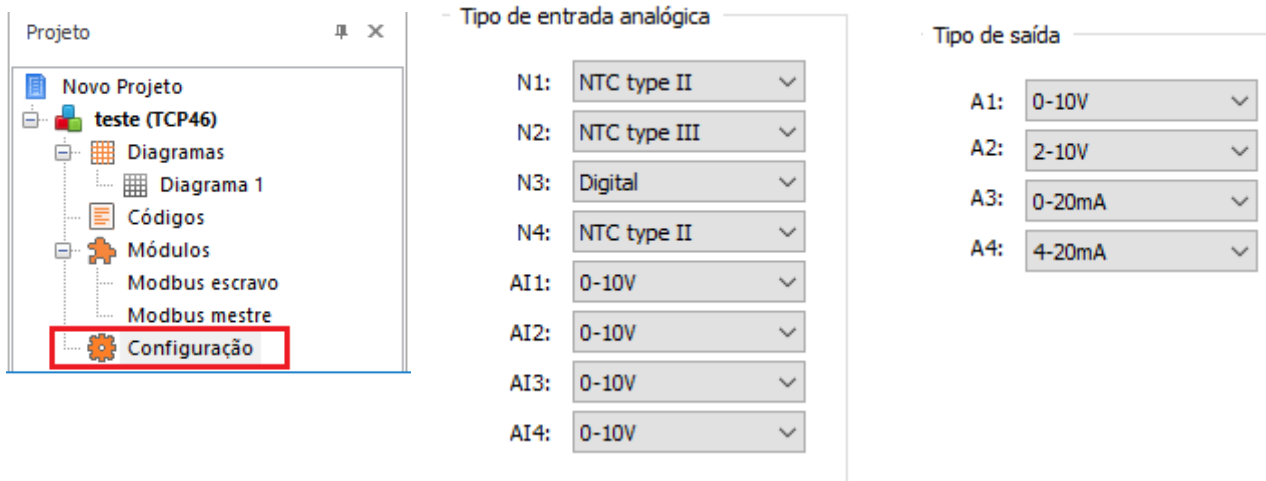 Projeto
Novo Projeto
teste (TCP46)
Diagramas
Diagrama 1
Códigos
Módulos
Modbus escravo
Modbus mestre
Configuração
Tipo de entrada analógica
N1: NTC type II
N2: NTC type III
N3: Digital
N4: NTC type II
AI1: 0-10V
AI2: 0-10V
AI3: 0-10V
AI4: 0-10V
Tipo de saída
A1: 0-10V
A2: 2-10V
A3: 0-20mA
A4: 4-20mA